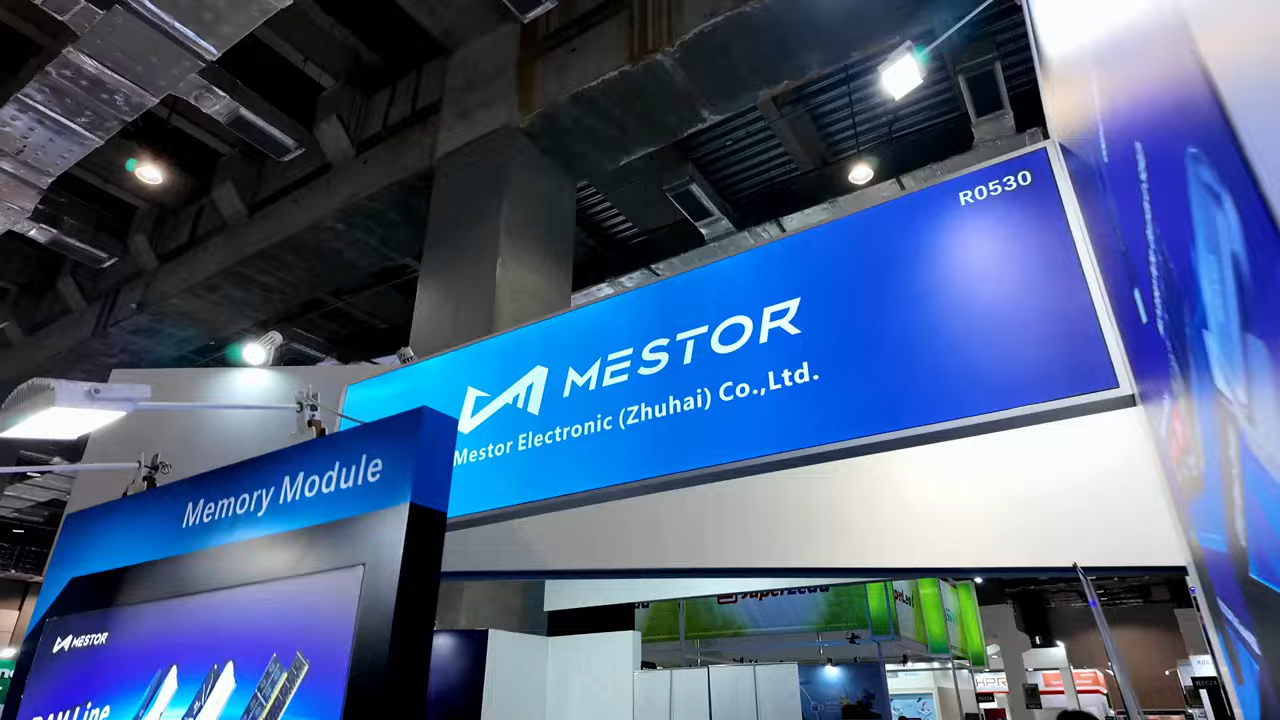 R0530
MESTOR
Mestor Electronic (Zhuhai) Co.,Ltd.
Memory Module
MESTOR